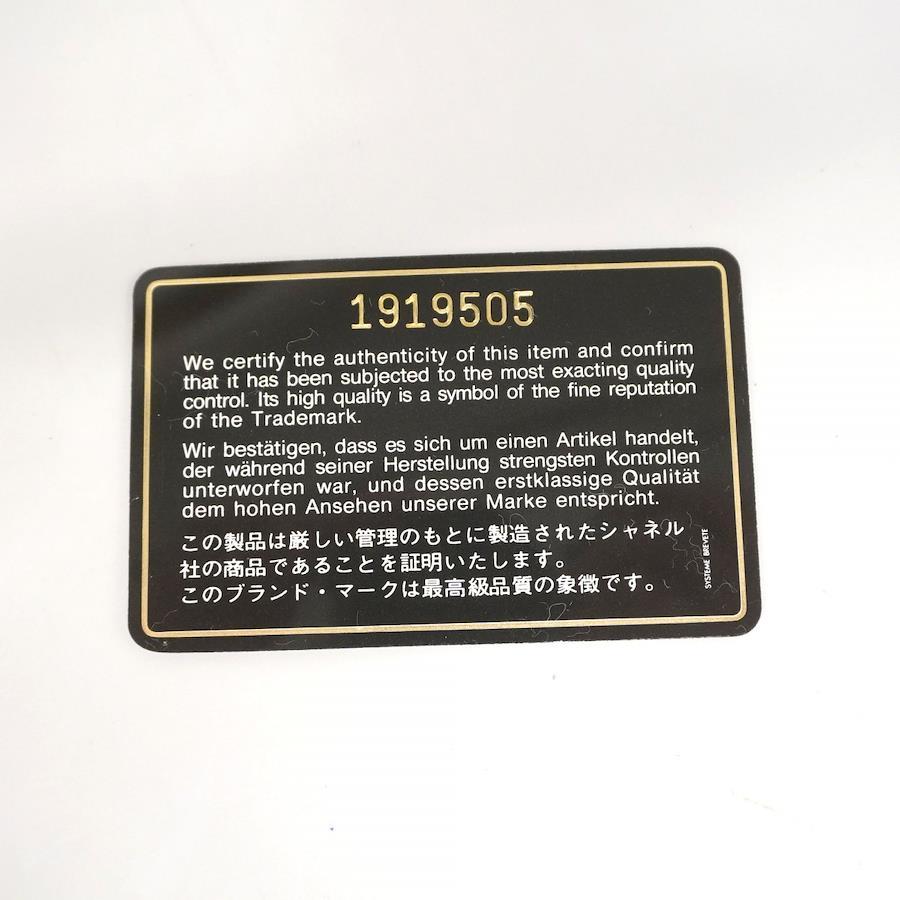 1919505
We certify the authenticity of this item and confirm
that it has been subjected to the most exacting quality
control. Its high quality is a symbol of the fine reputation
of the Trademark.
Wir bestätigen, dass es sich um einen Artikel handelt,
der während seiner Herstellung strengsten Kontrollen
unterworfen war, und dessen erstklassige Qualität
dem hohen Ansehen unserer Marke entspricht.
この製品は厳しい管理のもとに製造されたシャネル
社の商品であることを証明いたします。
このブランド・マークは最高級品質の象徴です。
SYSTEME BREVETE